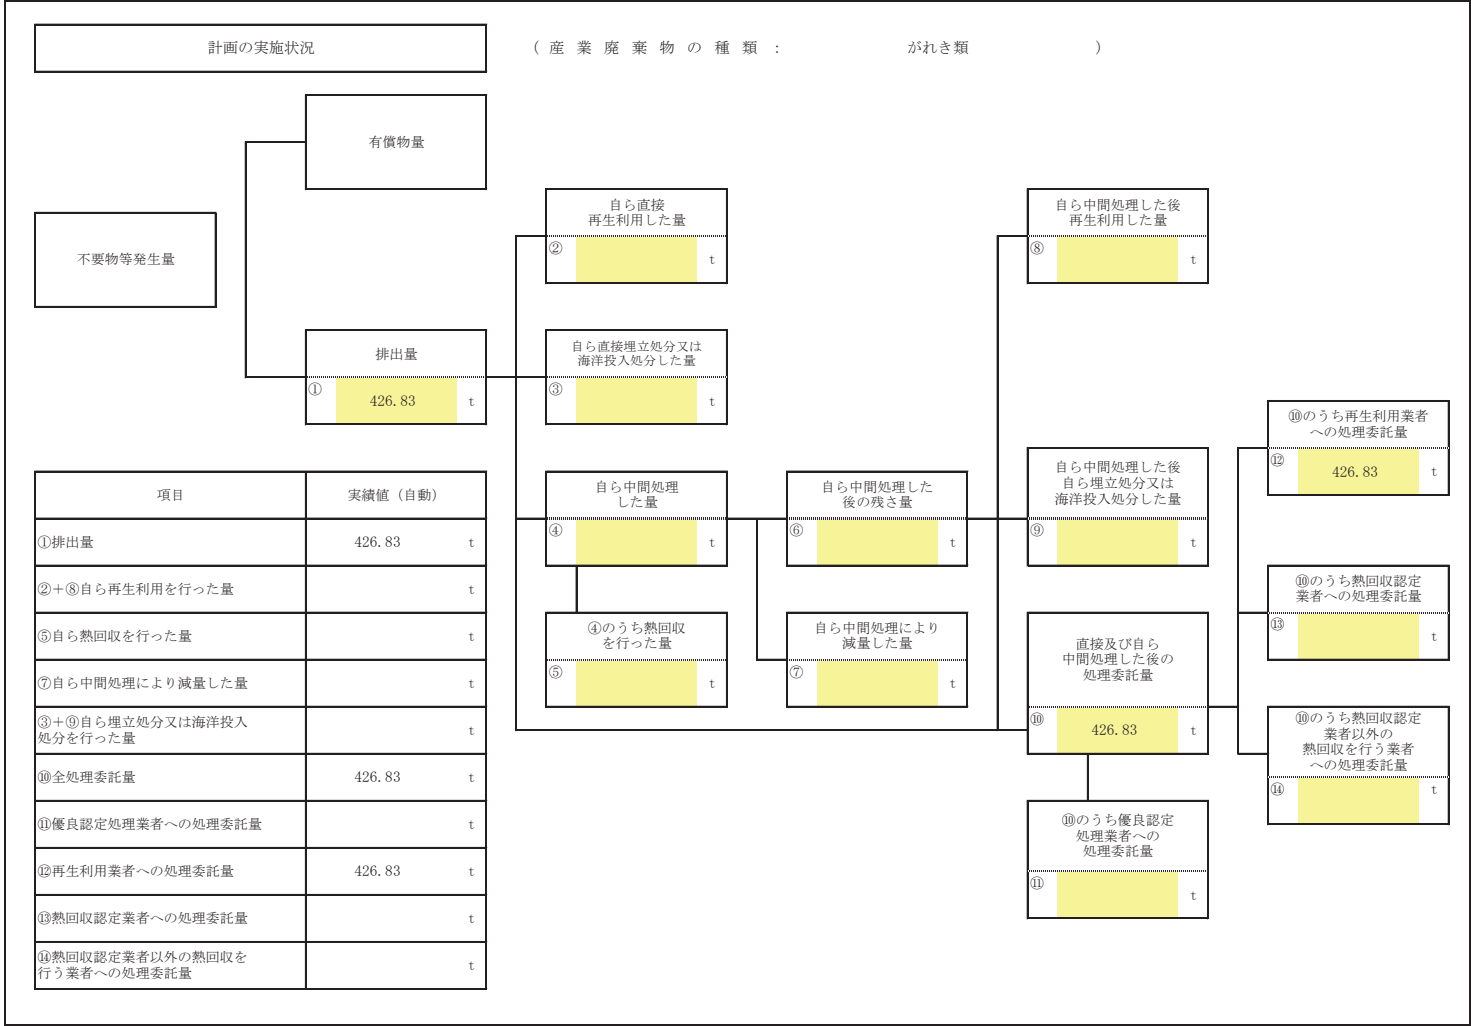 計画の実施状況
（ 産 業 廃 棄 物 の 種 類 ： がれき類 ）
有償物量
不要物等発生量
自ら直接
再生利用した量
② t
自ら中間処理した後
再生利用した量
⑧ t
排出量
① 426.83 t
自ら直接埋立処分又は
海洋投入処分した量
③ t
⑩のうち再生利用業者
への処理委託量
⑫ 426.83 t
自ら中間処理
した量
④ t
自ら中間処理した
後の残さ量
⑥ t
自ら中間処理した後
自ら埋立処分又は
海洋投入処分した量
⑨ t
⑩のうち熱回収認定
業者への処理委託量
⑬ t
④のうち熱回収
を行った量
⑤ t
自ら中間処理により
減量した量
⑦ t
直接及び自ら
中間処理した後の
処理委託量
⑩ 426.83 t
⑩のうち熱回収認定
業者以外の
熱回収を行う業者
への処理委託量
⑭ t
⑩のうち優良認定
処理業者への
処理委託量
⑪ t
項目 実績値（自動）
①排出量 426.83 t
②＋⑧自ら再生利用を行った量 t
⑤自ら熱回収を行った量 t
⑦自ら中間処理により減量した量 t
③＋⑨自ら埋立処分又は海洋投入
処分を行った量 t
⑩全処理委託量 426.83 t
⑪優良認定処理業者への処理委託量 t
⑫再生利用業者への処理委託量 426.83 t
⑬熱回収認定業者への処理委託量 t
⑭熱回収認定業者以外の熱回収を
行う業者への処理委託量 t